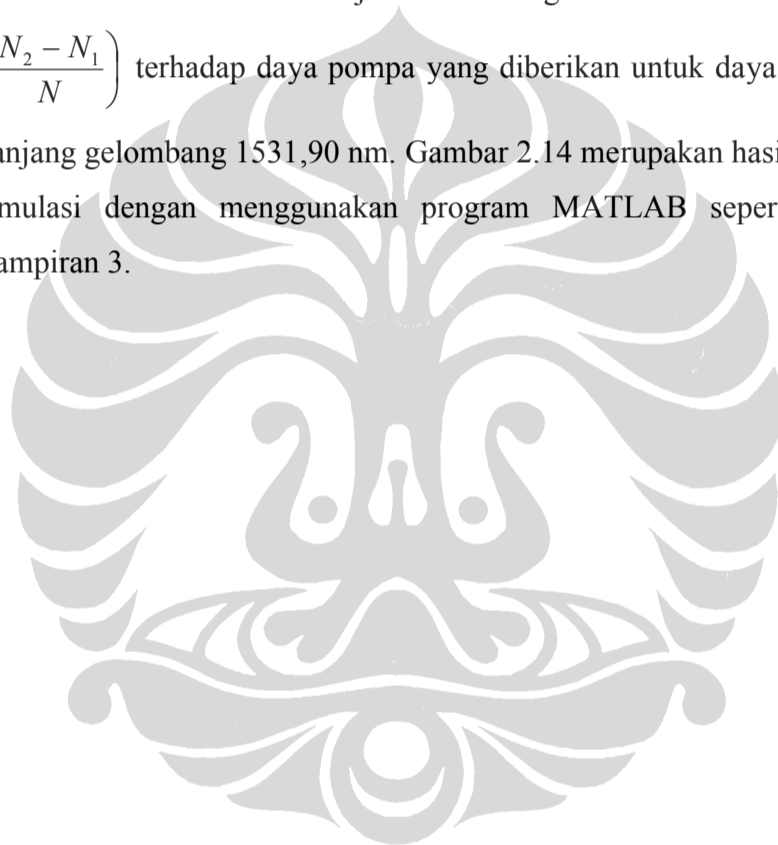 N₂ − N₁
N ) terhadap daya pompa yang diberikan untuk daya
anjang gelombang 1531,90 nm. Gambar 2.14 merupakan hasi
mulasi dengan menggunakan program MATLAB seper
ampiran 3.